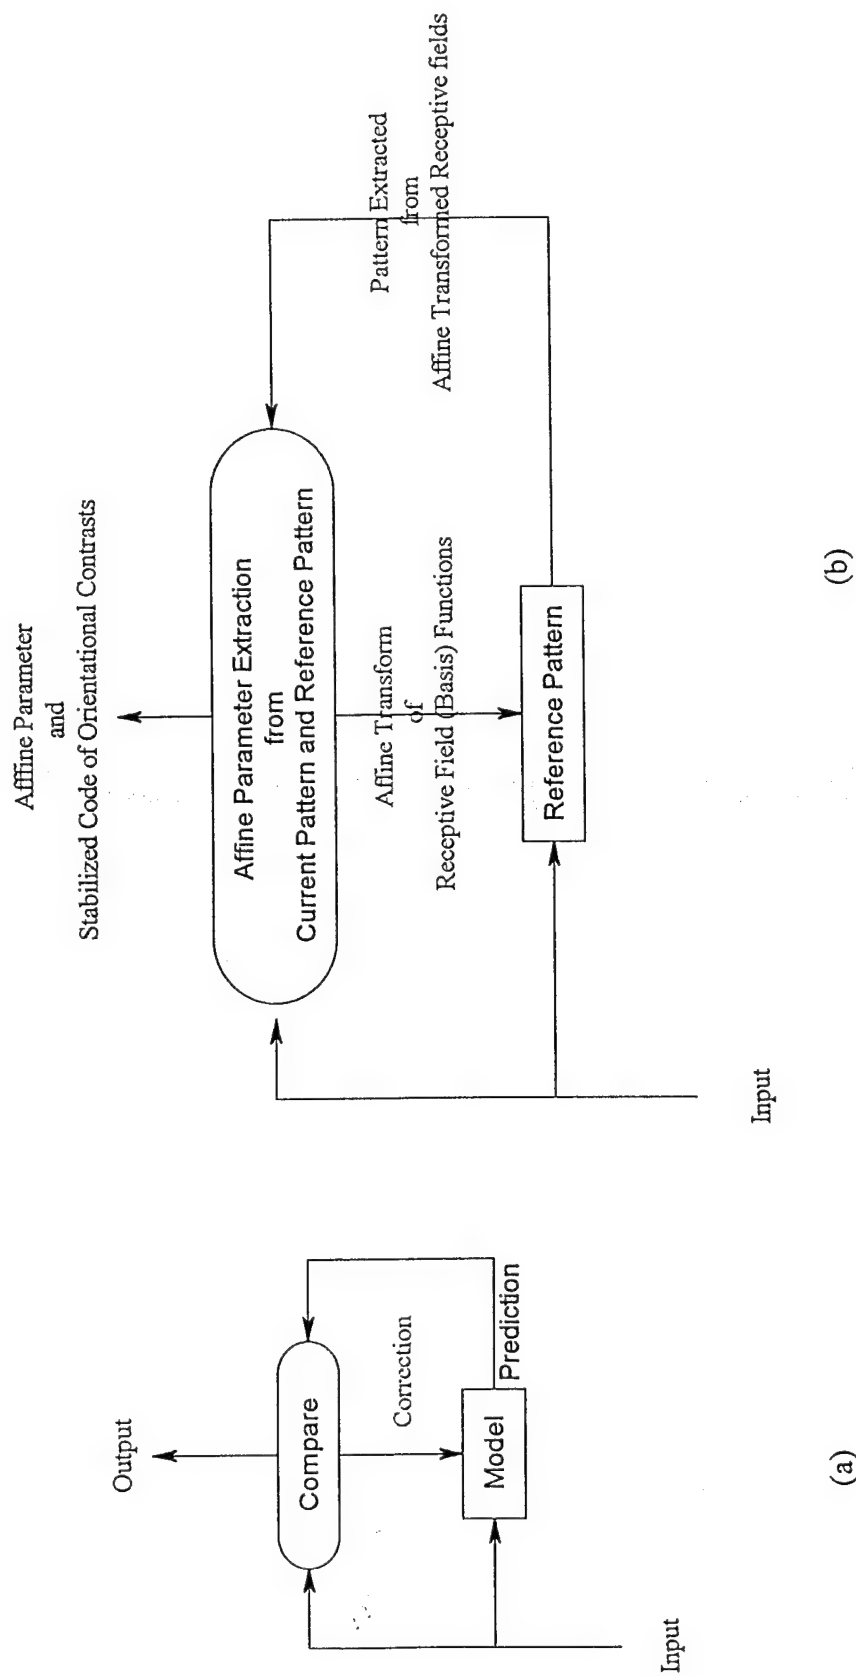 Output
Compare
Correction
Model
Prediction
Input
(a)
Afffine Parameter
and
Stabilized Code of Orientational Contrasts
Affine Parameter Extraction
from
Current Pattern and Reference Pattern
Affine Transform
of
Receptive Field (Basis) Functions
Pattern Extracted
from
Affine Transformed Receptive fields
Reference Pattern
Input
(b)